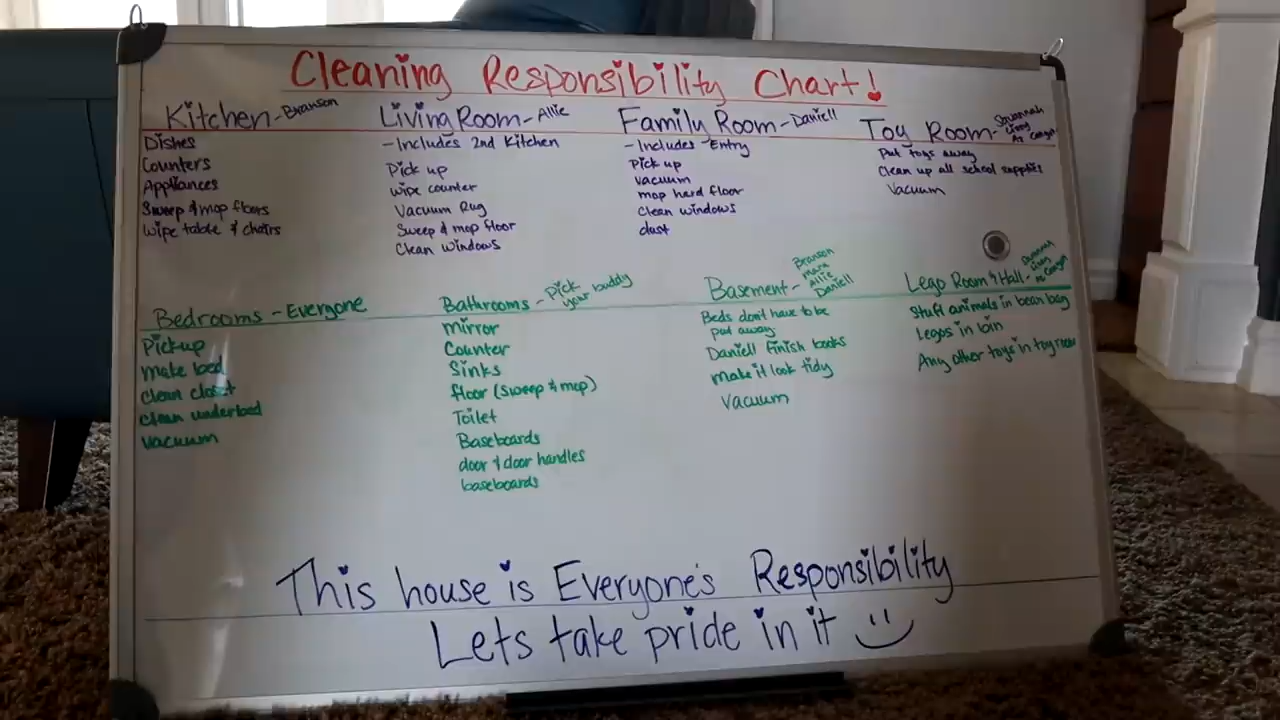 Cleaning Responsibility Chart!
Kitchen - Branson
Dishes
Counters
Appliances
Sweep & mop floors
Wipe table & chairs
Living Room - Allie
- Includes 2nd Kitchen
Pick up
wipe counter
Vacuum Rug
Sweep & mop floor
Clean windows
Family Room - Daniell
- Includes Entry
Pick up
vacuum
mop hard floor
Clean windows
dust
Toy Room - Savannah
Put toys away
Clean up all school supplies
Vacuum
Bedrooms - Everyone
Pickup
Make bed
Clean closet
Clean underbed
Vacuum
Bathrooms - Pick
your buddy
Mirror
Counter
Sinks
floor (sweep & mop)
Toilet
Baseboards
door & door handles
baseboards
Basement - Branson
Allie
Daniell
Beds don't have to be
put away
Daniell finish books
Make it look tidy
Vacuum
Lego Room & Hall -
Stuft animals in bean bag
Legos in bin
Any other toys in toy room
This house is Everyone's Responsibility
Lets take pride in it